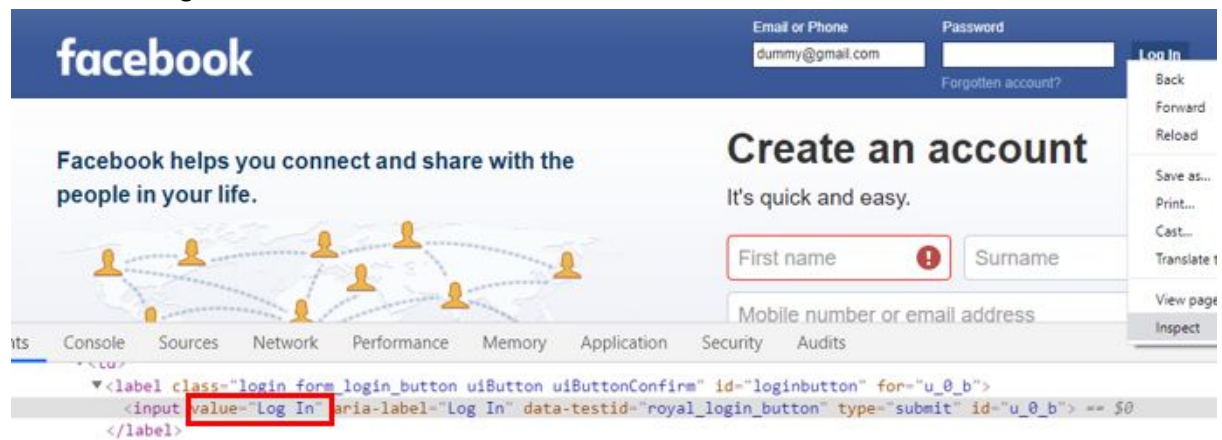 Email or Phone Password
facebook
dummy@gmail.com
Log In
Forgotten account?
Back
Forward
Reload
Save as...
Print...
Cast...
Translate t
View page
Inspect
Facebook helps you connect and share with the
people in your life.
Create an account
It's quick and easy.
First name Surname
Mobile number or email address
nts Console Sources Network Performance Memory Application Security Audits
▼<label class="login_form_login_button uiButton uiButtonConfirm" id="loginbutton" for="u_0_b">
<input value="Log In" aria-label="Log In" data-testid="royal_login_button" type="submit" id="u_0_b"> == $0
</label>